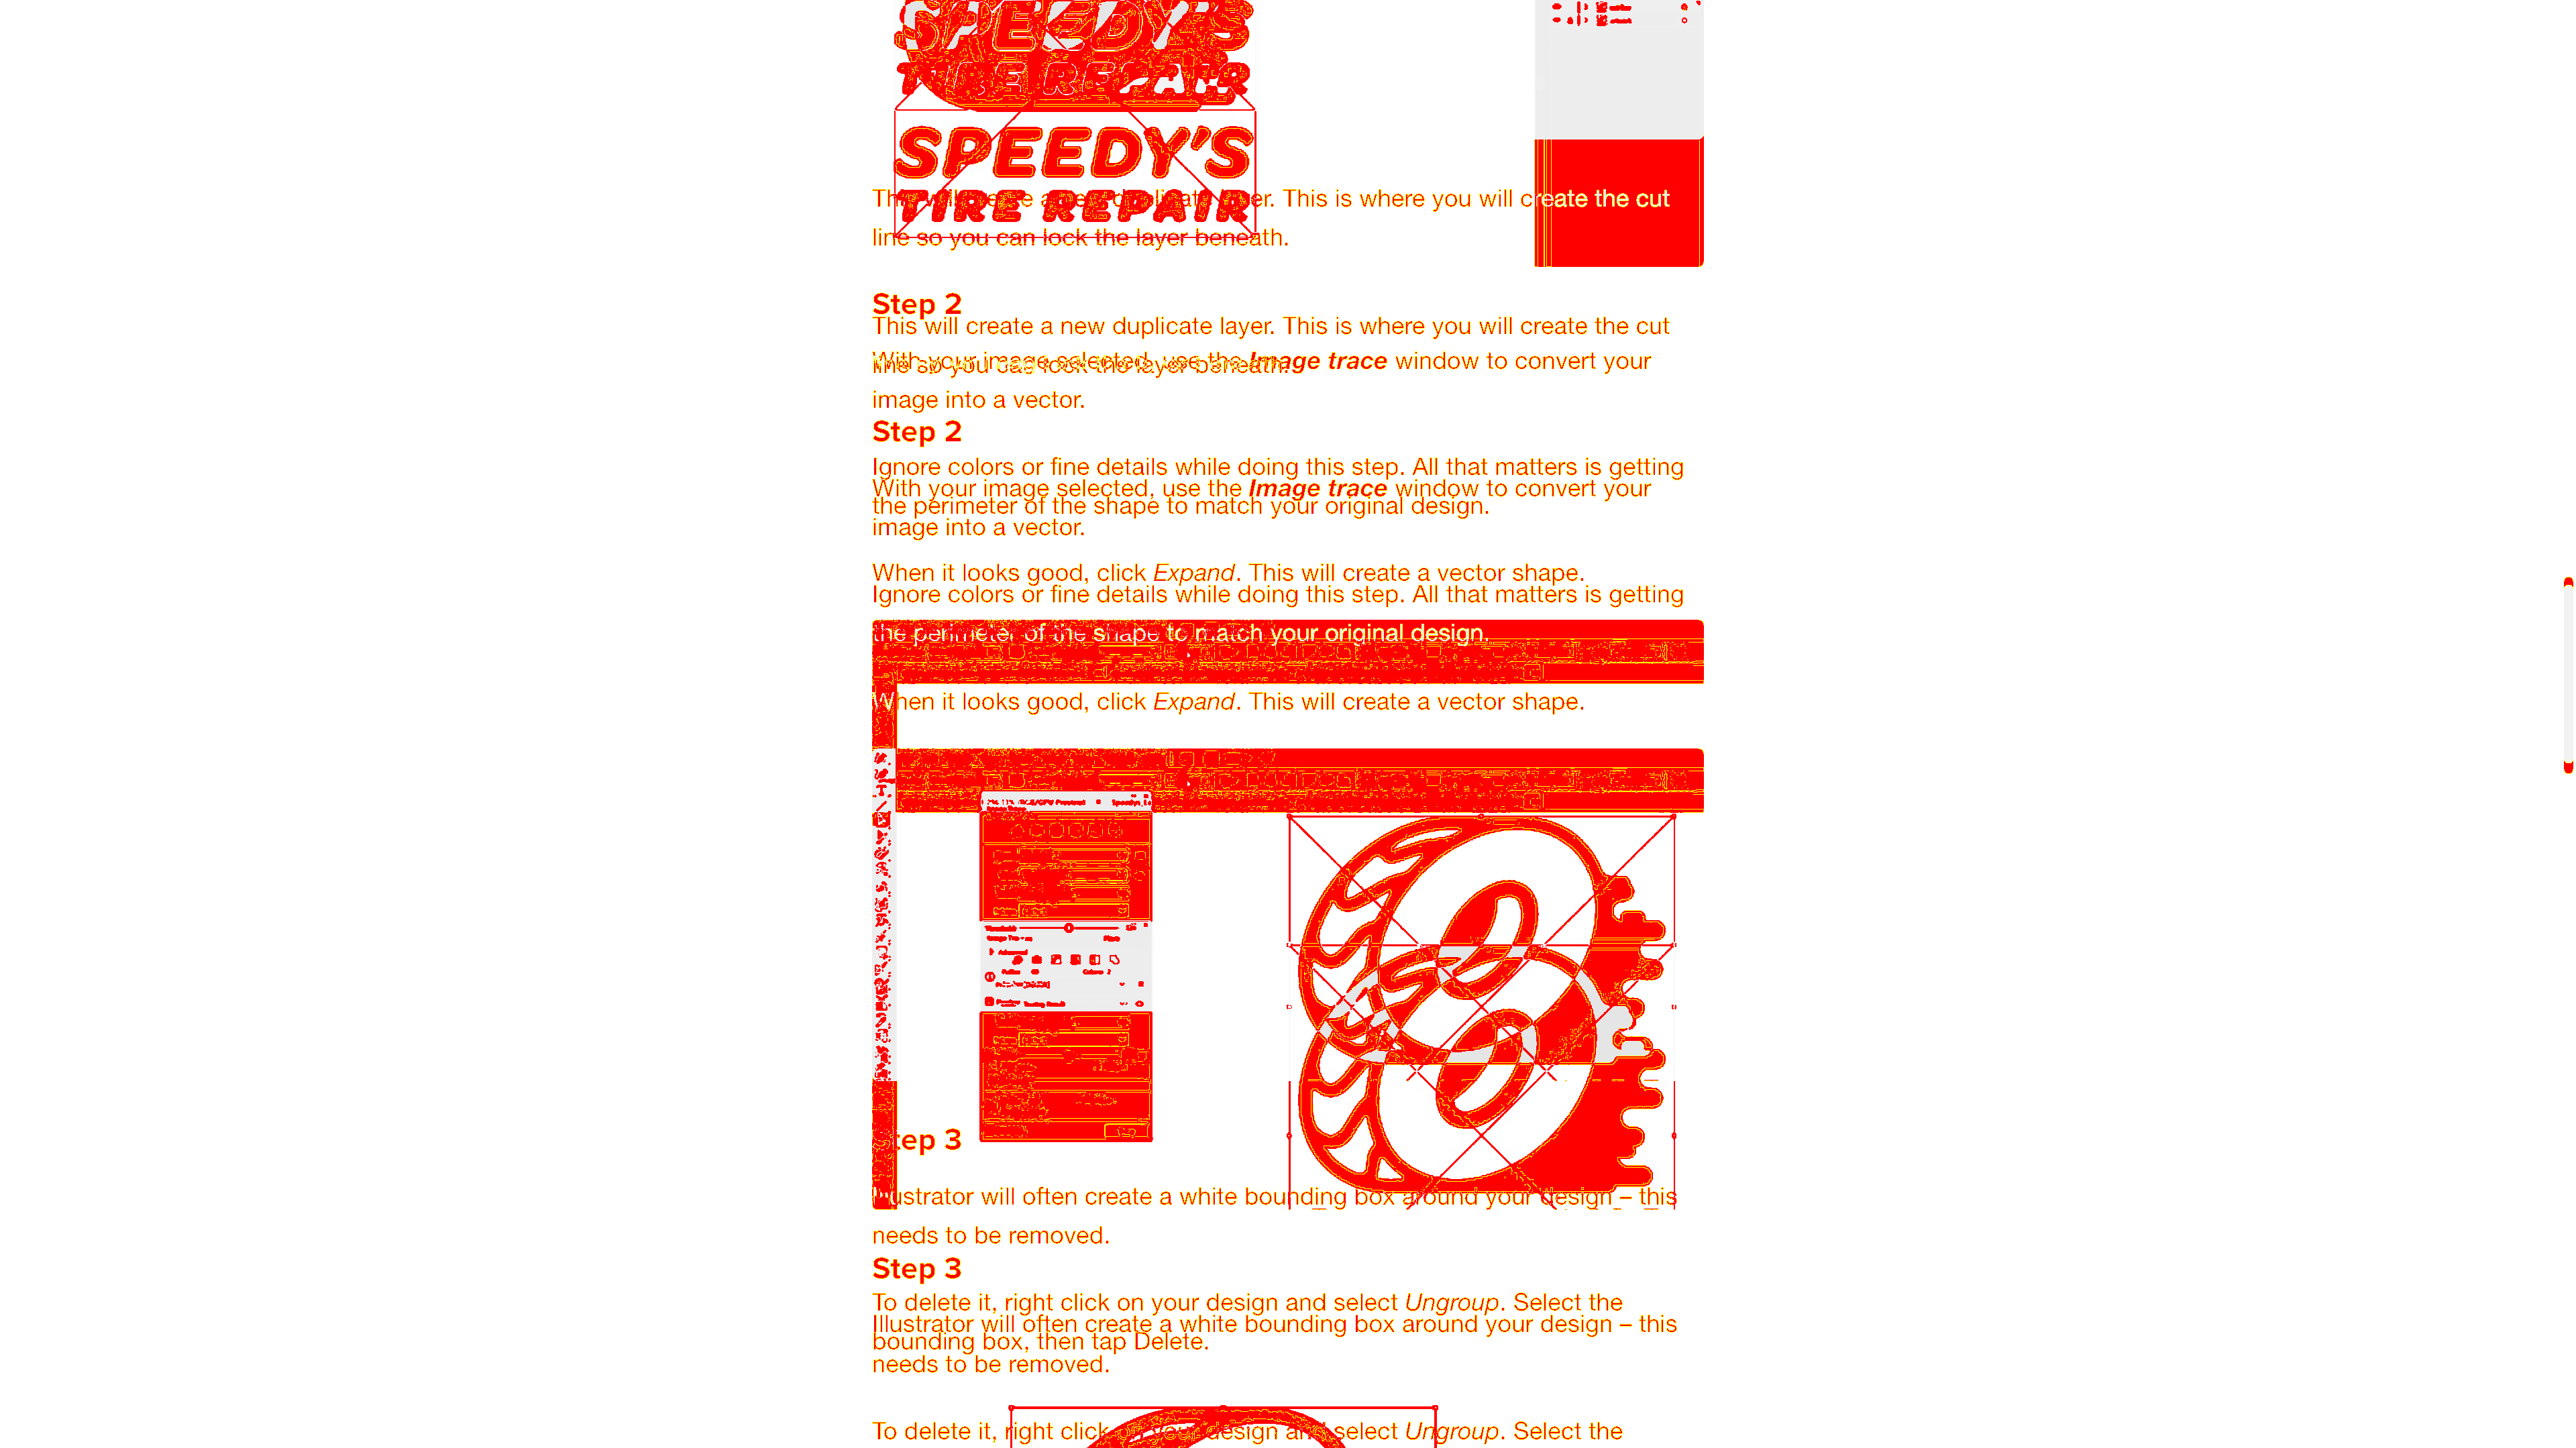 SPEEDY'S
TIRE REPAIR
SPEEDY'S
TIRE REPAIR
This will create a new duplicate layer. This is where you will create the cut
line so you can lock the layer beneath.
Step 2
This will create a new duplicate layer. This is where you will create the cut
With your image selected, use the Image trace window to convert your
line so you can lock the layer beneath.
image into a vector.
Step 2
Ignore colors or fine details while doing this step. All that matters is getting
With your image selected, use the Image trace window to convert your
the perimeter of the shape to match your original design.
image into a vector.
When it looks good, click Expand. This will create a vector shape.
Ignore colors or fine details while doing this step. All that matters is getting
the perimeter of the shape to match your original design.
When it looks good, click Expand. This will create a vector shape.
Step 3
Illustrator will often create a white bounding box around your design – this
needs to be removed.
Step 3
To delete it, right click on your design and select Ungroup. Select the
Illustrator will often create a white bounding box around your design – this
bounding box, then tap Delete.
needs to be removed.
To delete it, right click on your design and select Ungroup. Select the